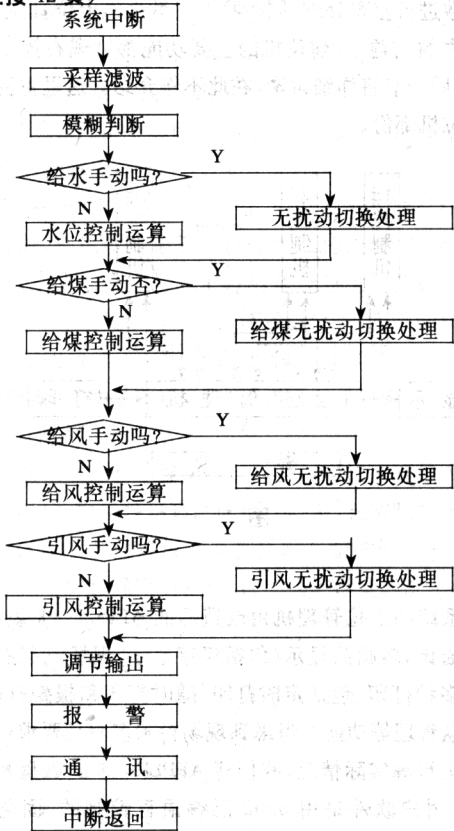 系统中断
采样滤波
模糊判断
给水手动吗?
Y
N
无扰动切换处理
水位控制运算
Y
给煤手动否?
N
给煤无扰动切换处理
给煤控制运算
Y
给风手动吗?
N
给风无扰动切换处理
给风控制运算
Y
引风手动吗?
N
引风无扰动切换处理
引风控制运算
调节输出
报 警
通 讯
中断返回